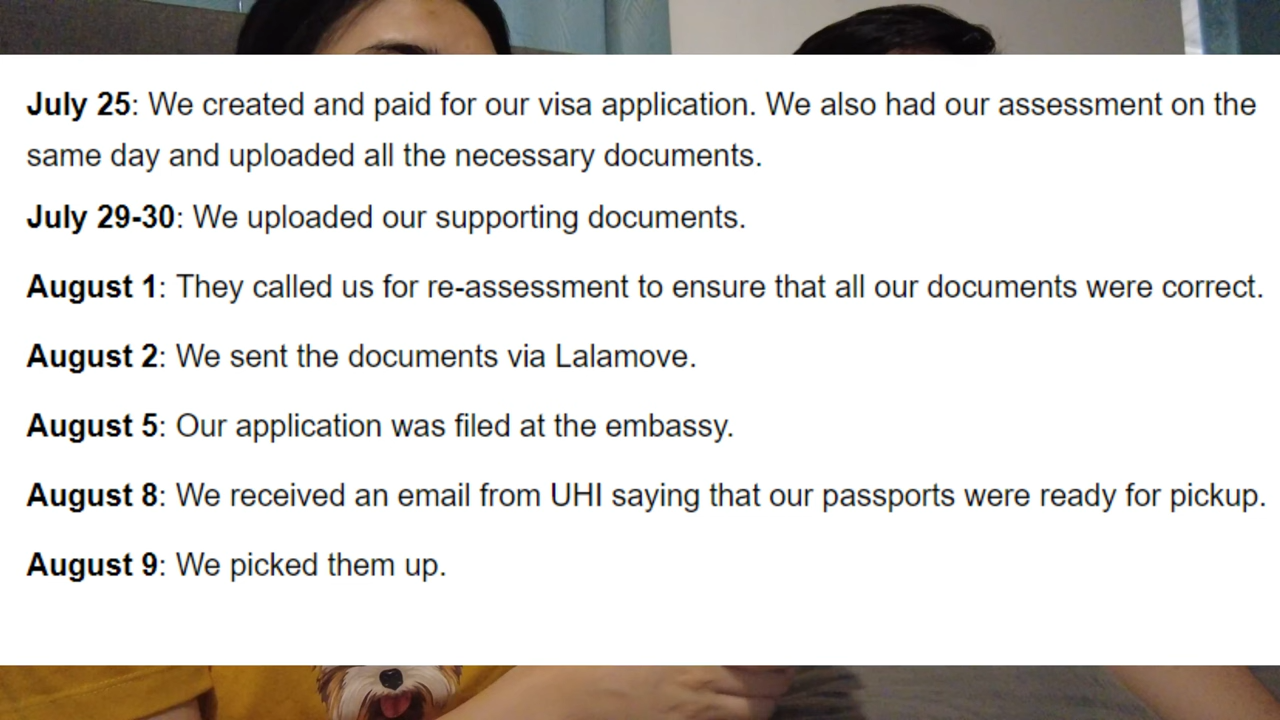 July 25: We created and paid for our visa application. We also had our assessment on the
same day and uploaded all the necessary documents.
July 29-30: We uploaded our supporting documents.
August 1: They called us for re-assessment to ensure that all our documents were correct.
August 2: We sent the documents via Lalamove.
August 5: Our application was filed at the embassy.
August 8: We received an email from UHI saying that our passports were ready for pickup.
August 9: We picked them up.